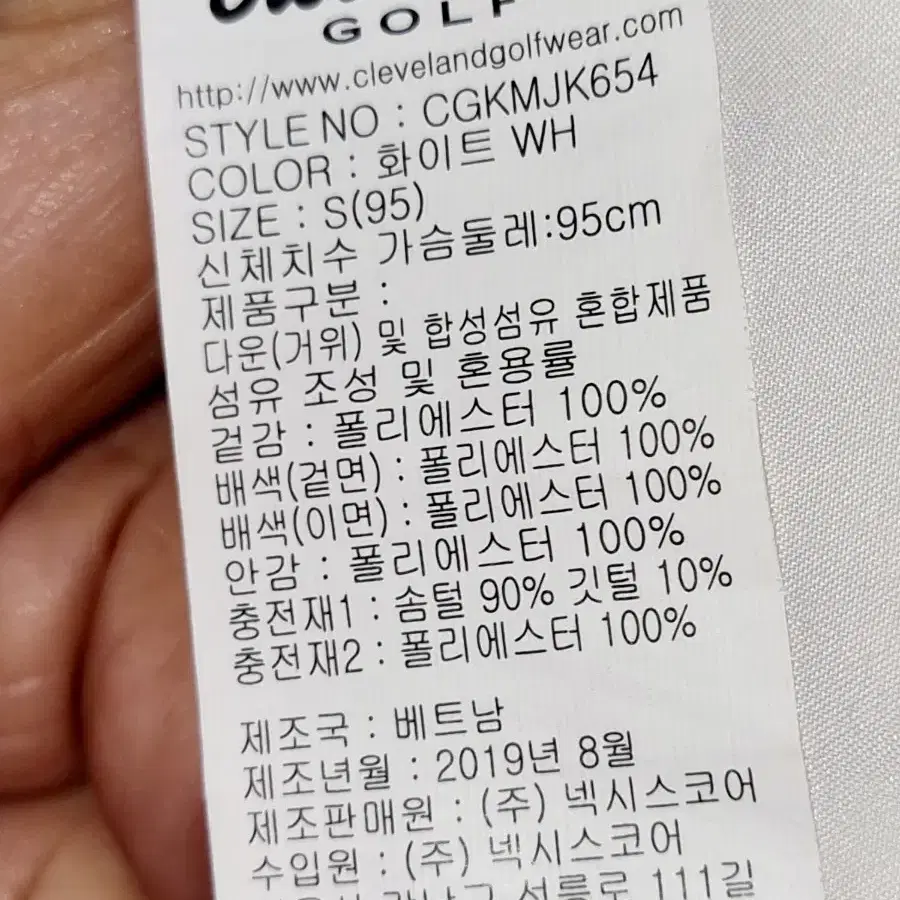 GOLF
http://www.clevelandgolfwear.com
STYLE NO : CGKMJK654
COLOR : 화이트 WH
SIZE : S(95)
신체치수 가슴둘레:95cm
제품구분 :
다운(거위) 및 합성섬유 혼합제품
섬유 조성 및 혼용률
겉감 : 폴리에스터 100%
배색(겉면) : 폴리에스터 100%
배색(이면) : 폴리에스터 100%
안감 : 폴리에스터 100%
충전재1 : 솜털 90% 깃털 10%
충전재2 : 폴리에스터 100%
제조국 : 베트남
제조년월 : 2019년 8월
제조판매원 : (주) 넥시스코어
수입원 : (주) 넥시스코어
111길